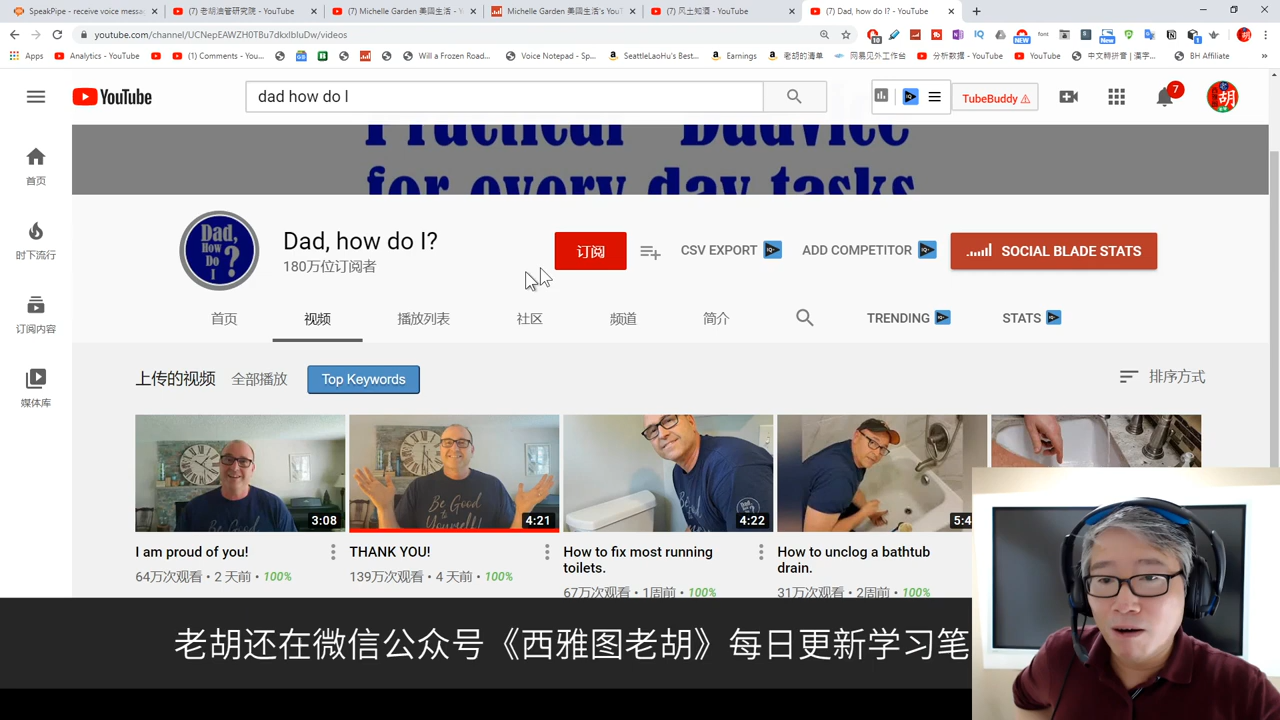 SpeakPipe - receive voice messa
(7) 老胡油管研究院 - YouTube
(7) Michelle Garden 美國生活 - Y
Michelle Garden 美國生活's YouT
(7) 风土知酒 - YouTube
(7) Dad, how do I? - YouTube
youtube.com/channel/UCNepEAWZH0TBu7dkxIbluDw/videos
Apps
Analytics - YouTube
(1) Comments - You...
Will a Frozen Road...
Voice Notepad - Sp...
SeattleLaoHu's Best...
Earnings
老胡的清单
网易见外工作台
分析数据 - YouTube
YouTube
中文轉拼音 | 漢字...
BH Affiliate
YouTube
dad how do I
TubeBuddy
7
胡
Practical "Dadvice"
for every day tasks
首页
时下流行
订阅内容
媒体库
Dad, How Do I ?
Dad, how do I?
180万位订阅者
订阅
CSV EXPORT
ADD COMPETITOR
SOCIAL BLADE STATS
首页
视频
播放列表
社区
频道
简介
TRENDING
STATS
上传的视频
全部播放
Top Keywords
排序方式
3:08
4:21
4:22
5:4
I am proud of you!
64万次观看 • 2 天前 • 100%
THANK YOU!
139万次观看 • 4 天前 • 100%
How to fix most running
toilets.
67万次观看 • 1周前 • 100%
How to unclog a bathtub
drain.
31万次观看 • 2周前 • 100%
老胡还在微信公众号《西雅图老胡》每日更新学习笔